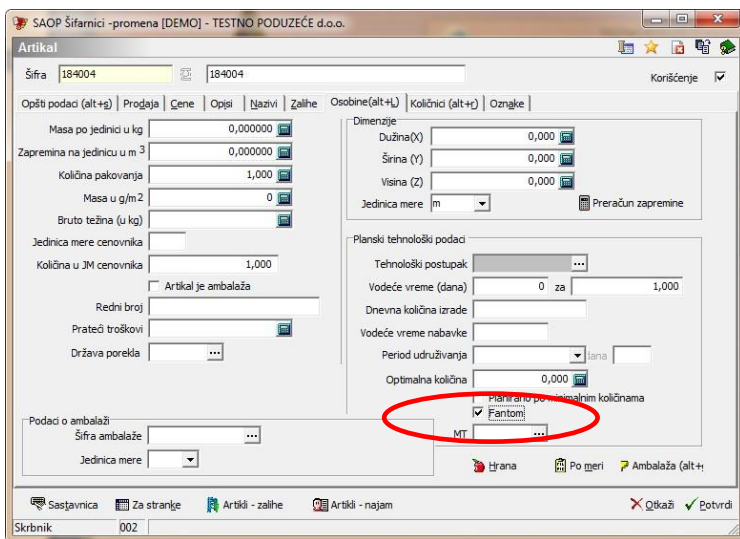 SAOP Šifarnici -promena [DEMO] - TESTNO PODUZEĆE d.o.o.
Artikal
Šifra 184004 184004 Korišćenje
Opšti podaci (alt+s) Prodaja Cene Opisi Nazivi Zalihe Osobine(alt+L) Količnici (alt+r) Oznake
Masa po jedinici u kg 0,000000
Zapremina na jedinicu u m 3 0,000000
Količina pakovanja 1,000
Masa u g/m2 0
Bruto težina (u kg)
Jedinica mere cenovnika
Količina u JM cenovnika 1,000
Artikal je ambalaža
Redni broj
Prateći troškovi
Država porekla ...
Podaci o ambalaži
Šifra ambalaže ...
Jedinica mere
Dimenzije
Dužina(X) 0,000
Širina (Y) 0,000
Visina (Z) 0,000
Jedinica mere m Preračun zapremine
Planski tehnološki podaci
Tehnološki postupak ...
Vodeće vreme (dana) 0 za 1,000
Dnevna količina izrade
Vodeće vreme nabavke
Period udruživanja dana
Optimalna količina 0,000
Planirano po minimalnim količinama
Fantom
MT ...
Hrana Po meri Ambalaža (alt+
Sastavnica Za stranke Artikli - zalihe Artikli - najam Otkaži Potvrdi
Skrbnik 002